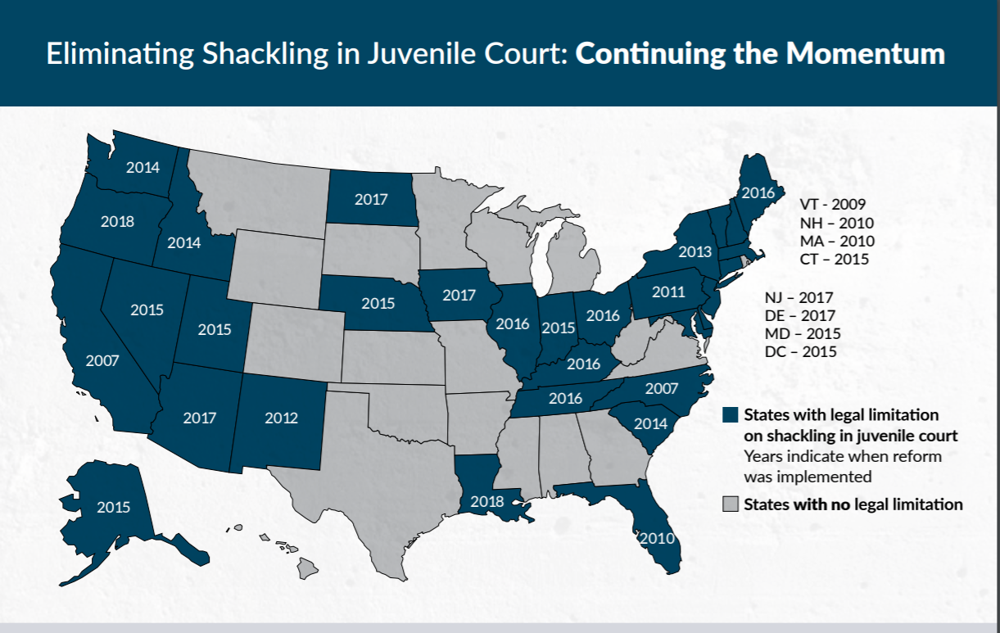 Eliminating Shackling in Juvenile Court: Continuing the Momentum
2014
2017
2016
2018
VT - 2009
NH – 2010
2014
MA – 2010
2013
CT – 2015
2011
2017
NJ – 2017
2015
2015
2016
DE – 2017
2015
2016
2015
MD – 2015
2007
2016
DC – 2015
2007
2016
2017
2012
2014
States with legal limitation
on shackling in juvenile court
Years indicate when reform
was implemented
2018
2015
States with no legal limitation
2010